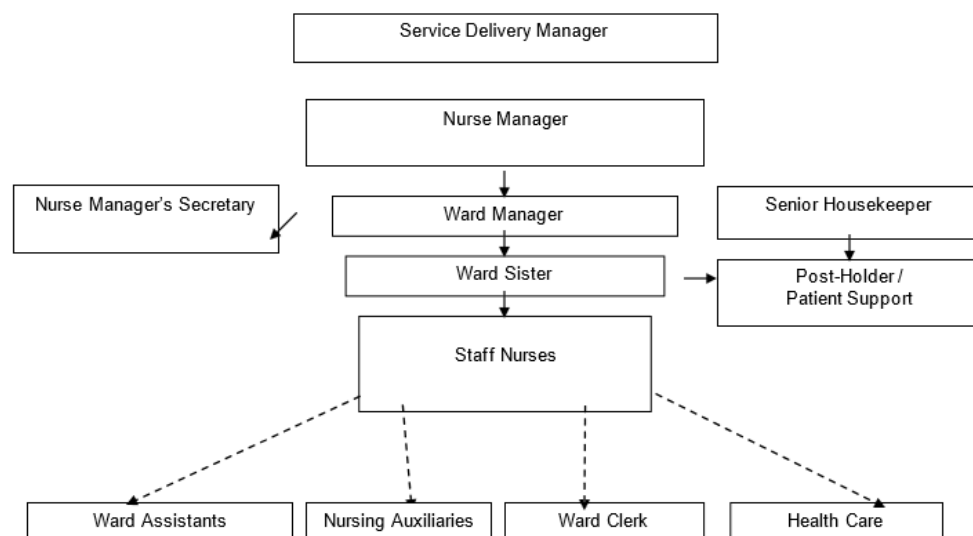 Service Delivery Manager
Nurse Manager
Nurse Manager's Secretary
Ward Manager
Senior Housekeeper
Ward Sister
Post-Holder /
Patient Support
Staff Nurses
Ward Assistants
Nursing Auxiliaries
Ward Clerk
Health Care